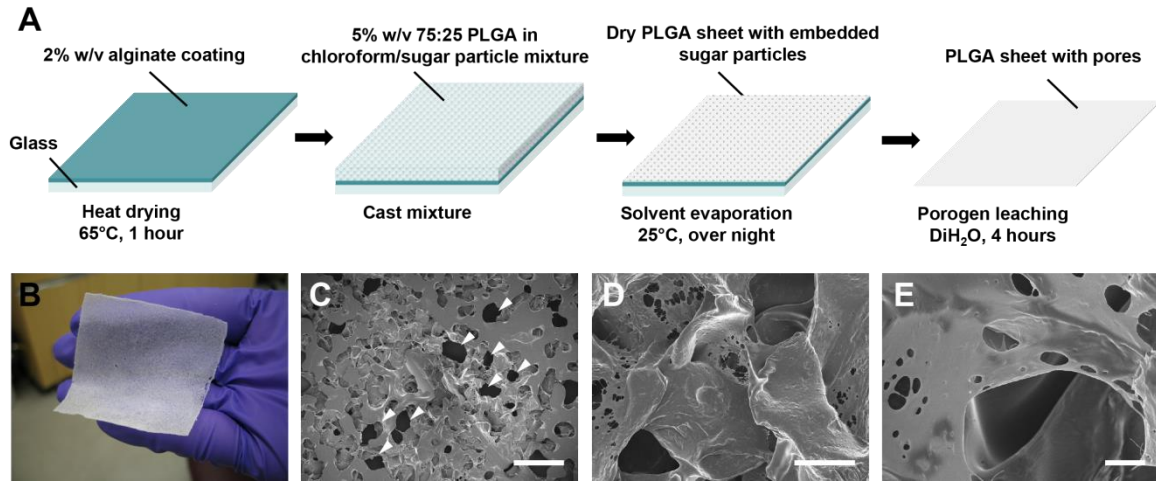 A
2% w/v alginate coating
Glass
Heat drying
65°C, 1 hour
5% w/v 75:25 PLGA in
chloroform/sugar particle mixture
Cast mixture
Dry PLGA sheet with embedded
sugar particles
Solvent evaporation
25°C, over night
PLGA sheet with pores
Porogen leaching
DiH₂O, 4 hours
B
C
D
E